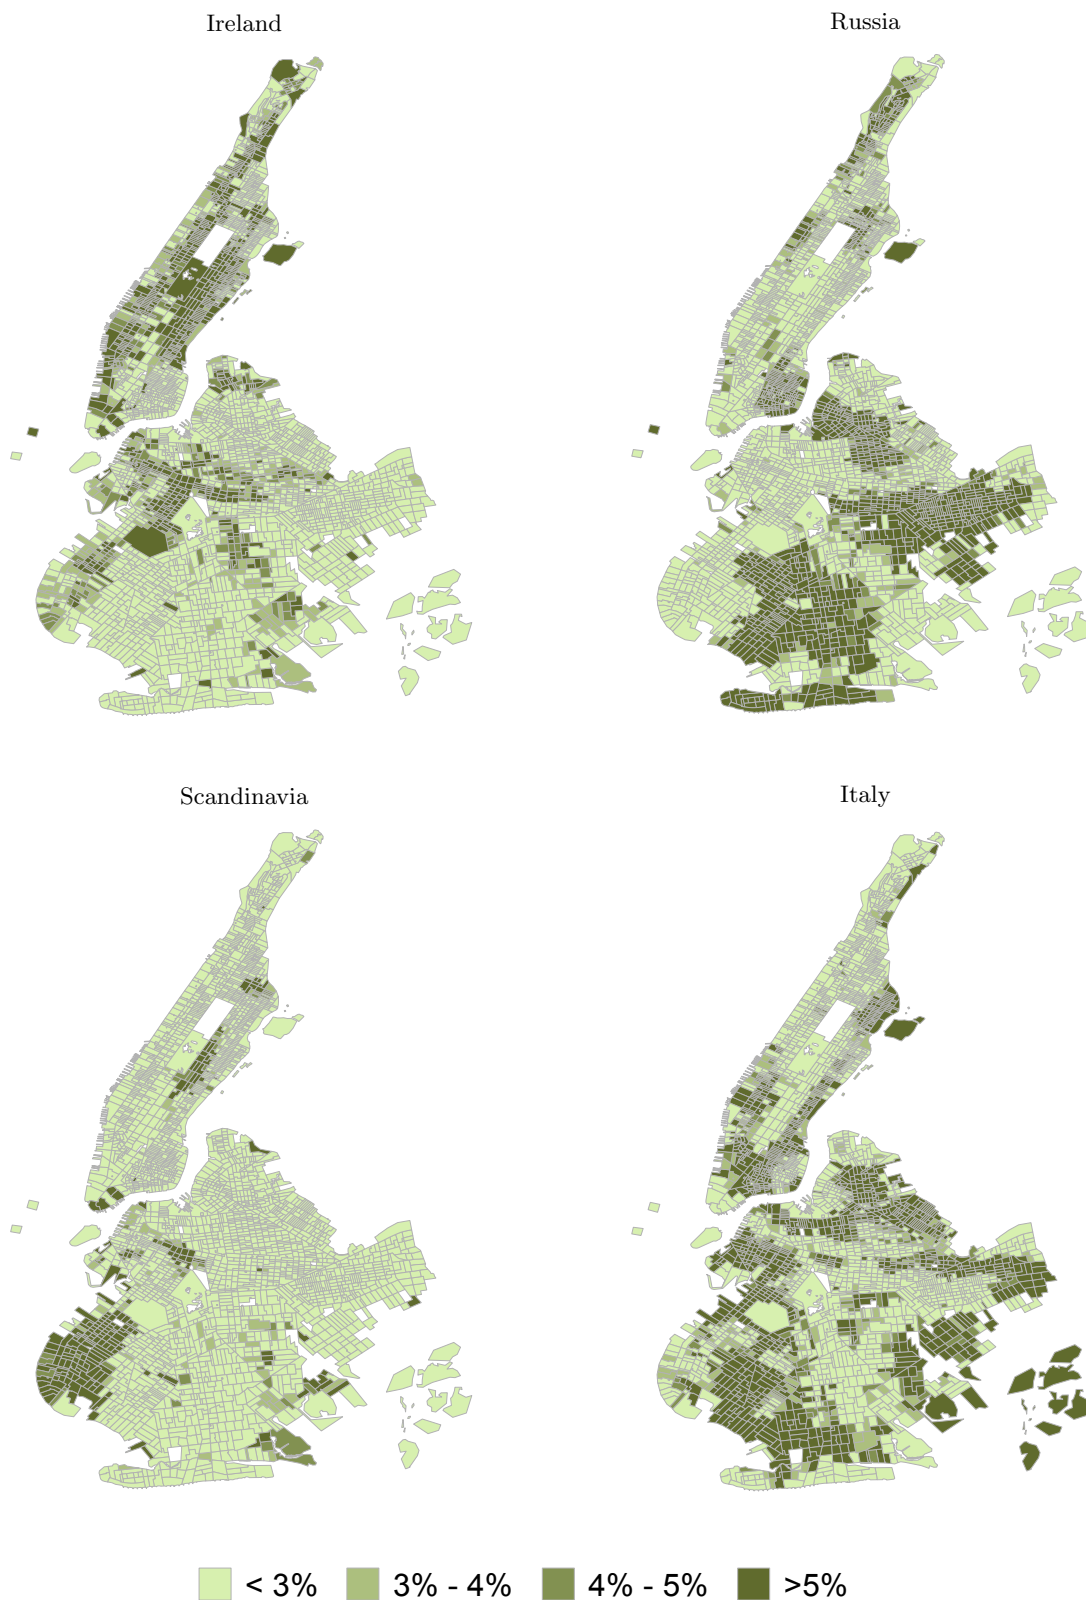 Ireland
Russia
Scandinavia
Italy
< 3%
3% - 4%
4% - 5%
>5%